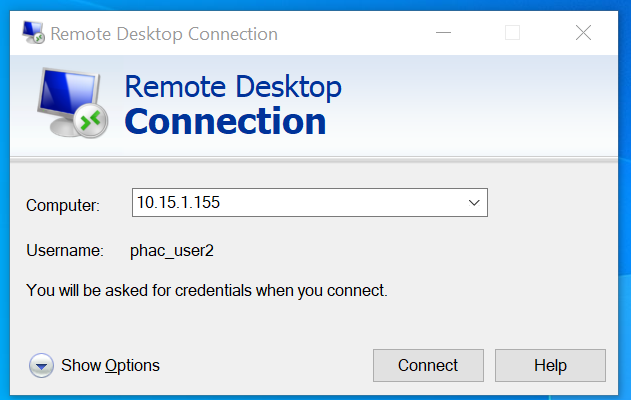 Remote Desktop Connection
Remote Desktop
Connection
Computer: 10.15.1.155
Username: phac_user2
You will be asked for credentials when you connect.
Show Options Connect Help